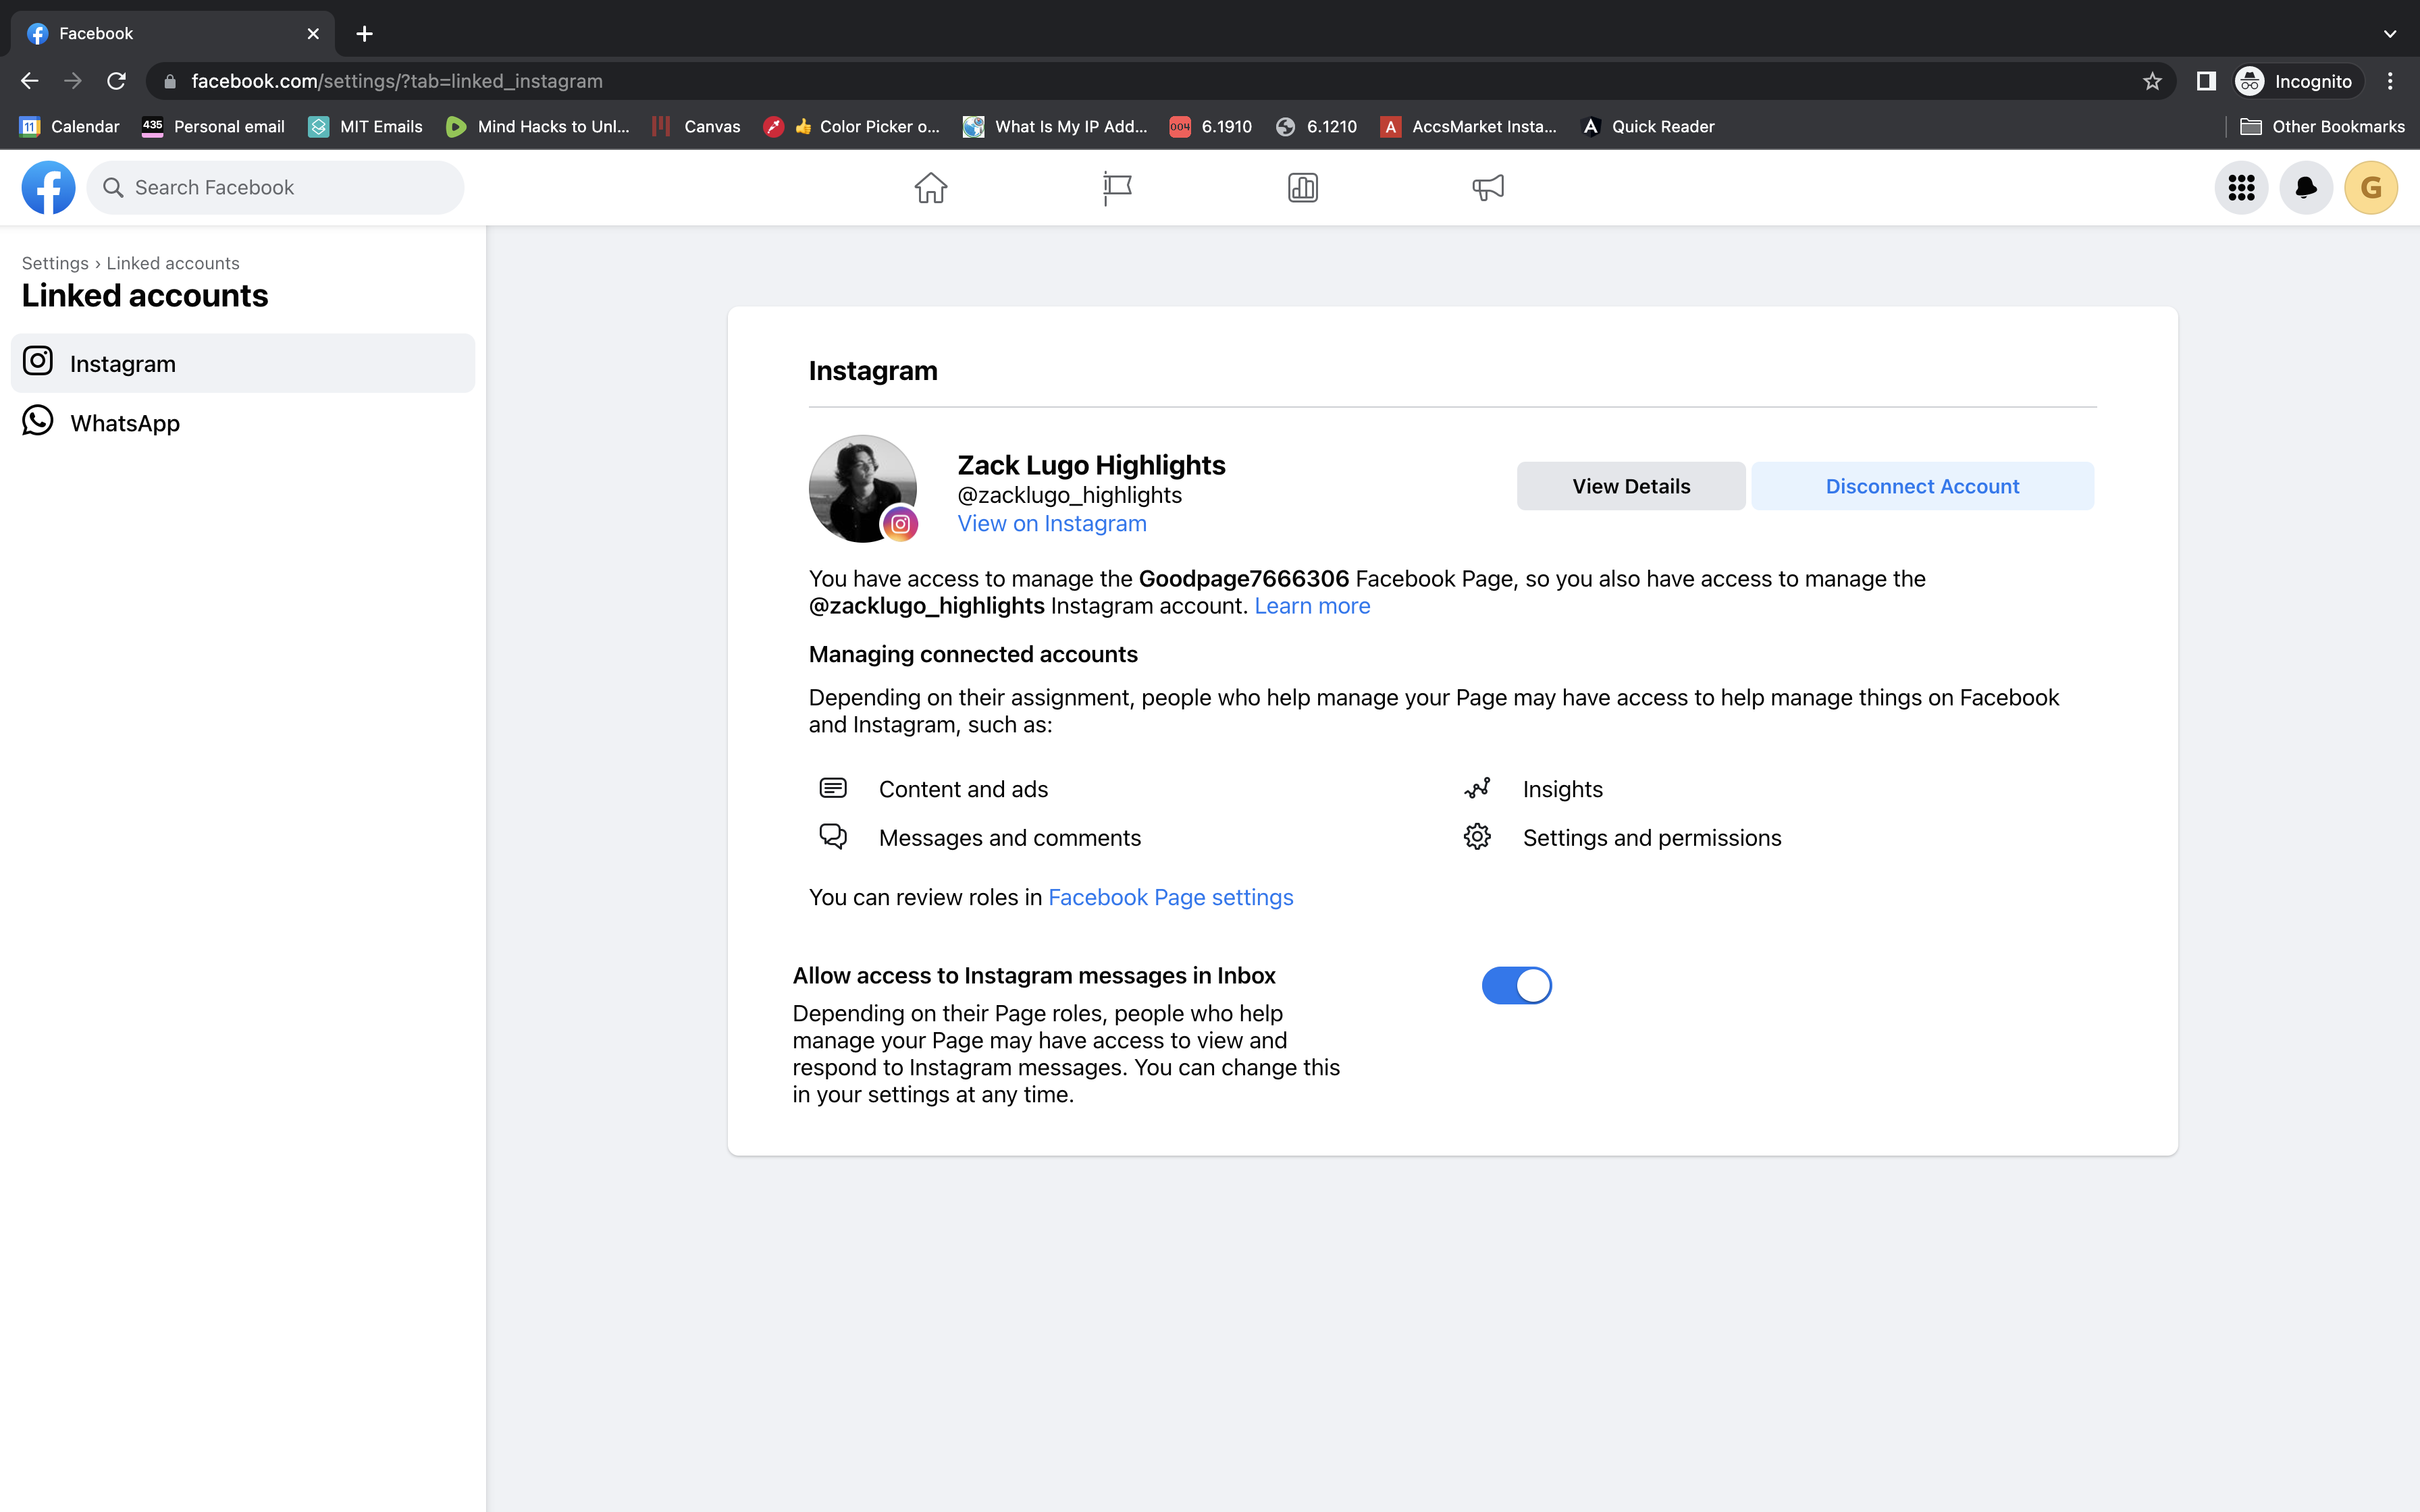 Facebook
facebook.com/settings/?tab=linked_instagram
Incognito
11 Calendar
435 Personal email
MIT Emails
Mind Hacks to Unl...
Canvas
👍 Color Picker o...
What Is My IP Add...
004 6.1910
6.1210
A AccsMarket Insta...
Quick Reader
Other Bookmarks
Search Facebook
G
Settings › Linked accounts
Linked accounts
Instagram
WhatsApp
Instagram
Zack Lugo Highlights
@zacklugo_highlights
View on Instagram
View Details
Disconnect Account
You have access to manage the Goodpage7666306 Facebook Page, so you also have access to manage the
@zacklugo_highlights Instagram account. Learn more
Managing connected accounts
Depending on their assignment, people who help manage your Page may have access to help manage things on Facebook
and Instagram, such as:
Content and ads
Insights
Messages and comments
Settings and permissions
You can review roles in Facebook Page settings
Allow access to Instagram messages in Inbox
Depending on their Page roles, people who help
manage your Page may have access to view and
respond to Instagram messages. You can change this
in your settings at any time.